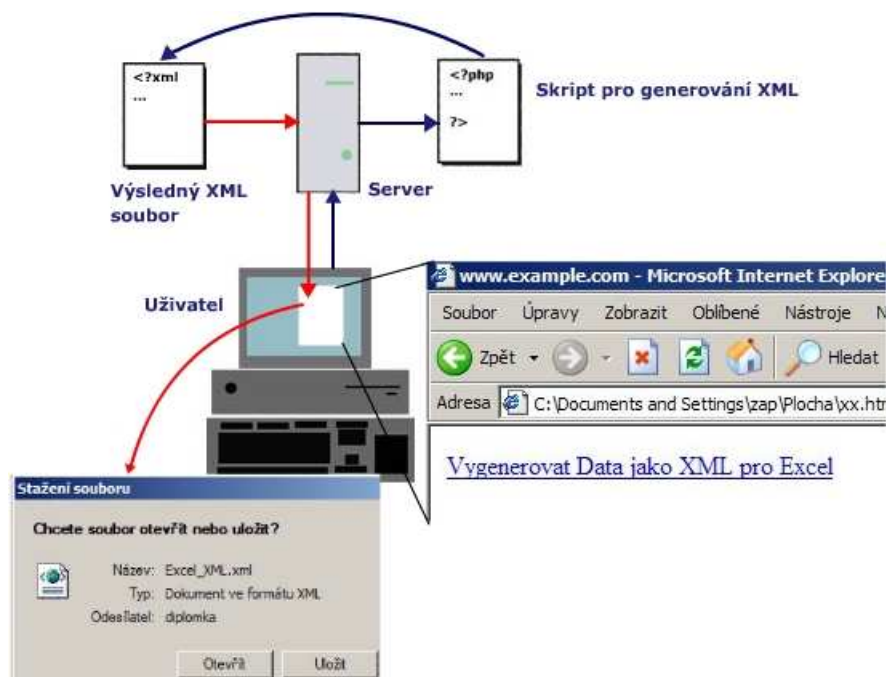 <?xml
...
<?php
...
?>
Skript pro generování XML
Výsledný XML
soubor
Server
Uživatel
www.example.com - Microsoft Internet Explore
Soubor Úpravy Zobrazit Oblíbené Nástroje N
Zpět Hledat
Adresa C:\Documents and Settings\zap\Plocha\xx.htm
Vygenerovat Data jako XML pro Excel
Stažení souboru
Chcete soubor otevřít nebo uložit?
Název: Excel_XML.xml
Typ: Dokument ve formátu XML
Odesílatel: diplomka
Otevřít Uložit